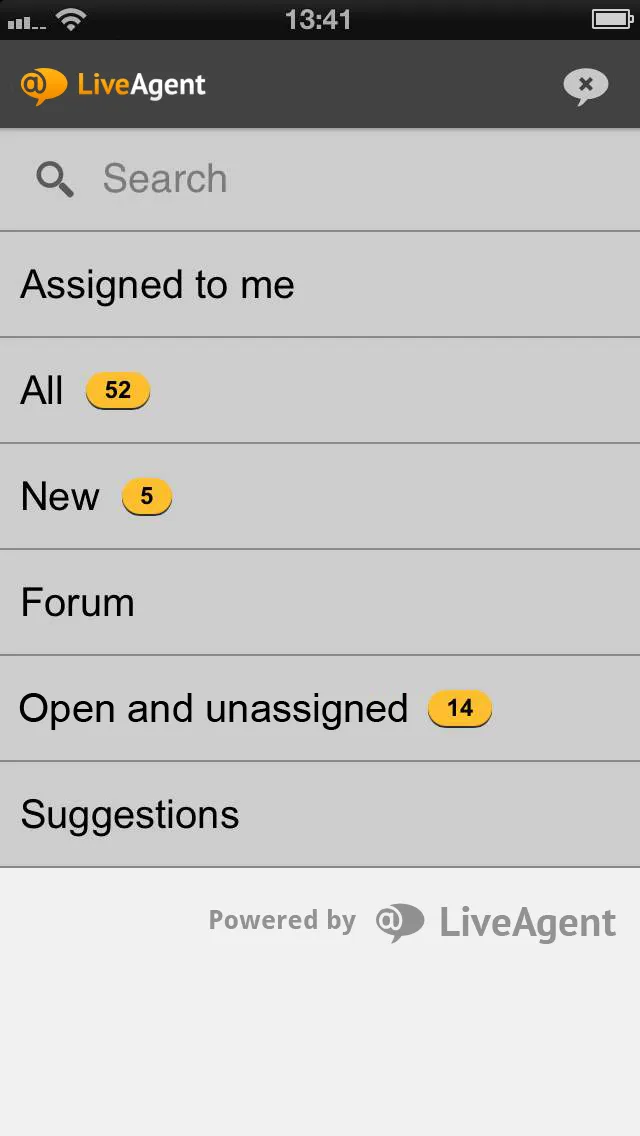 13:41
@ LiveAgent
Search
Assigned to me
All 52
New 5
Forum
Open and unassigned 14
Suggestions
Powered by @ LiveAgent